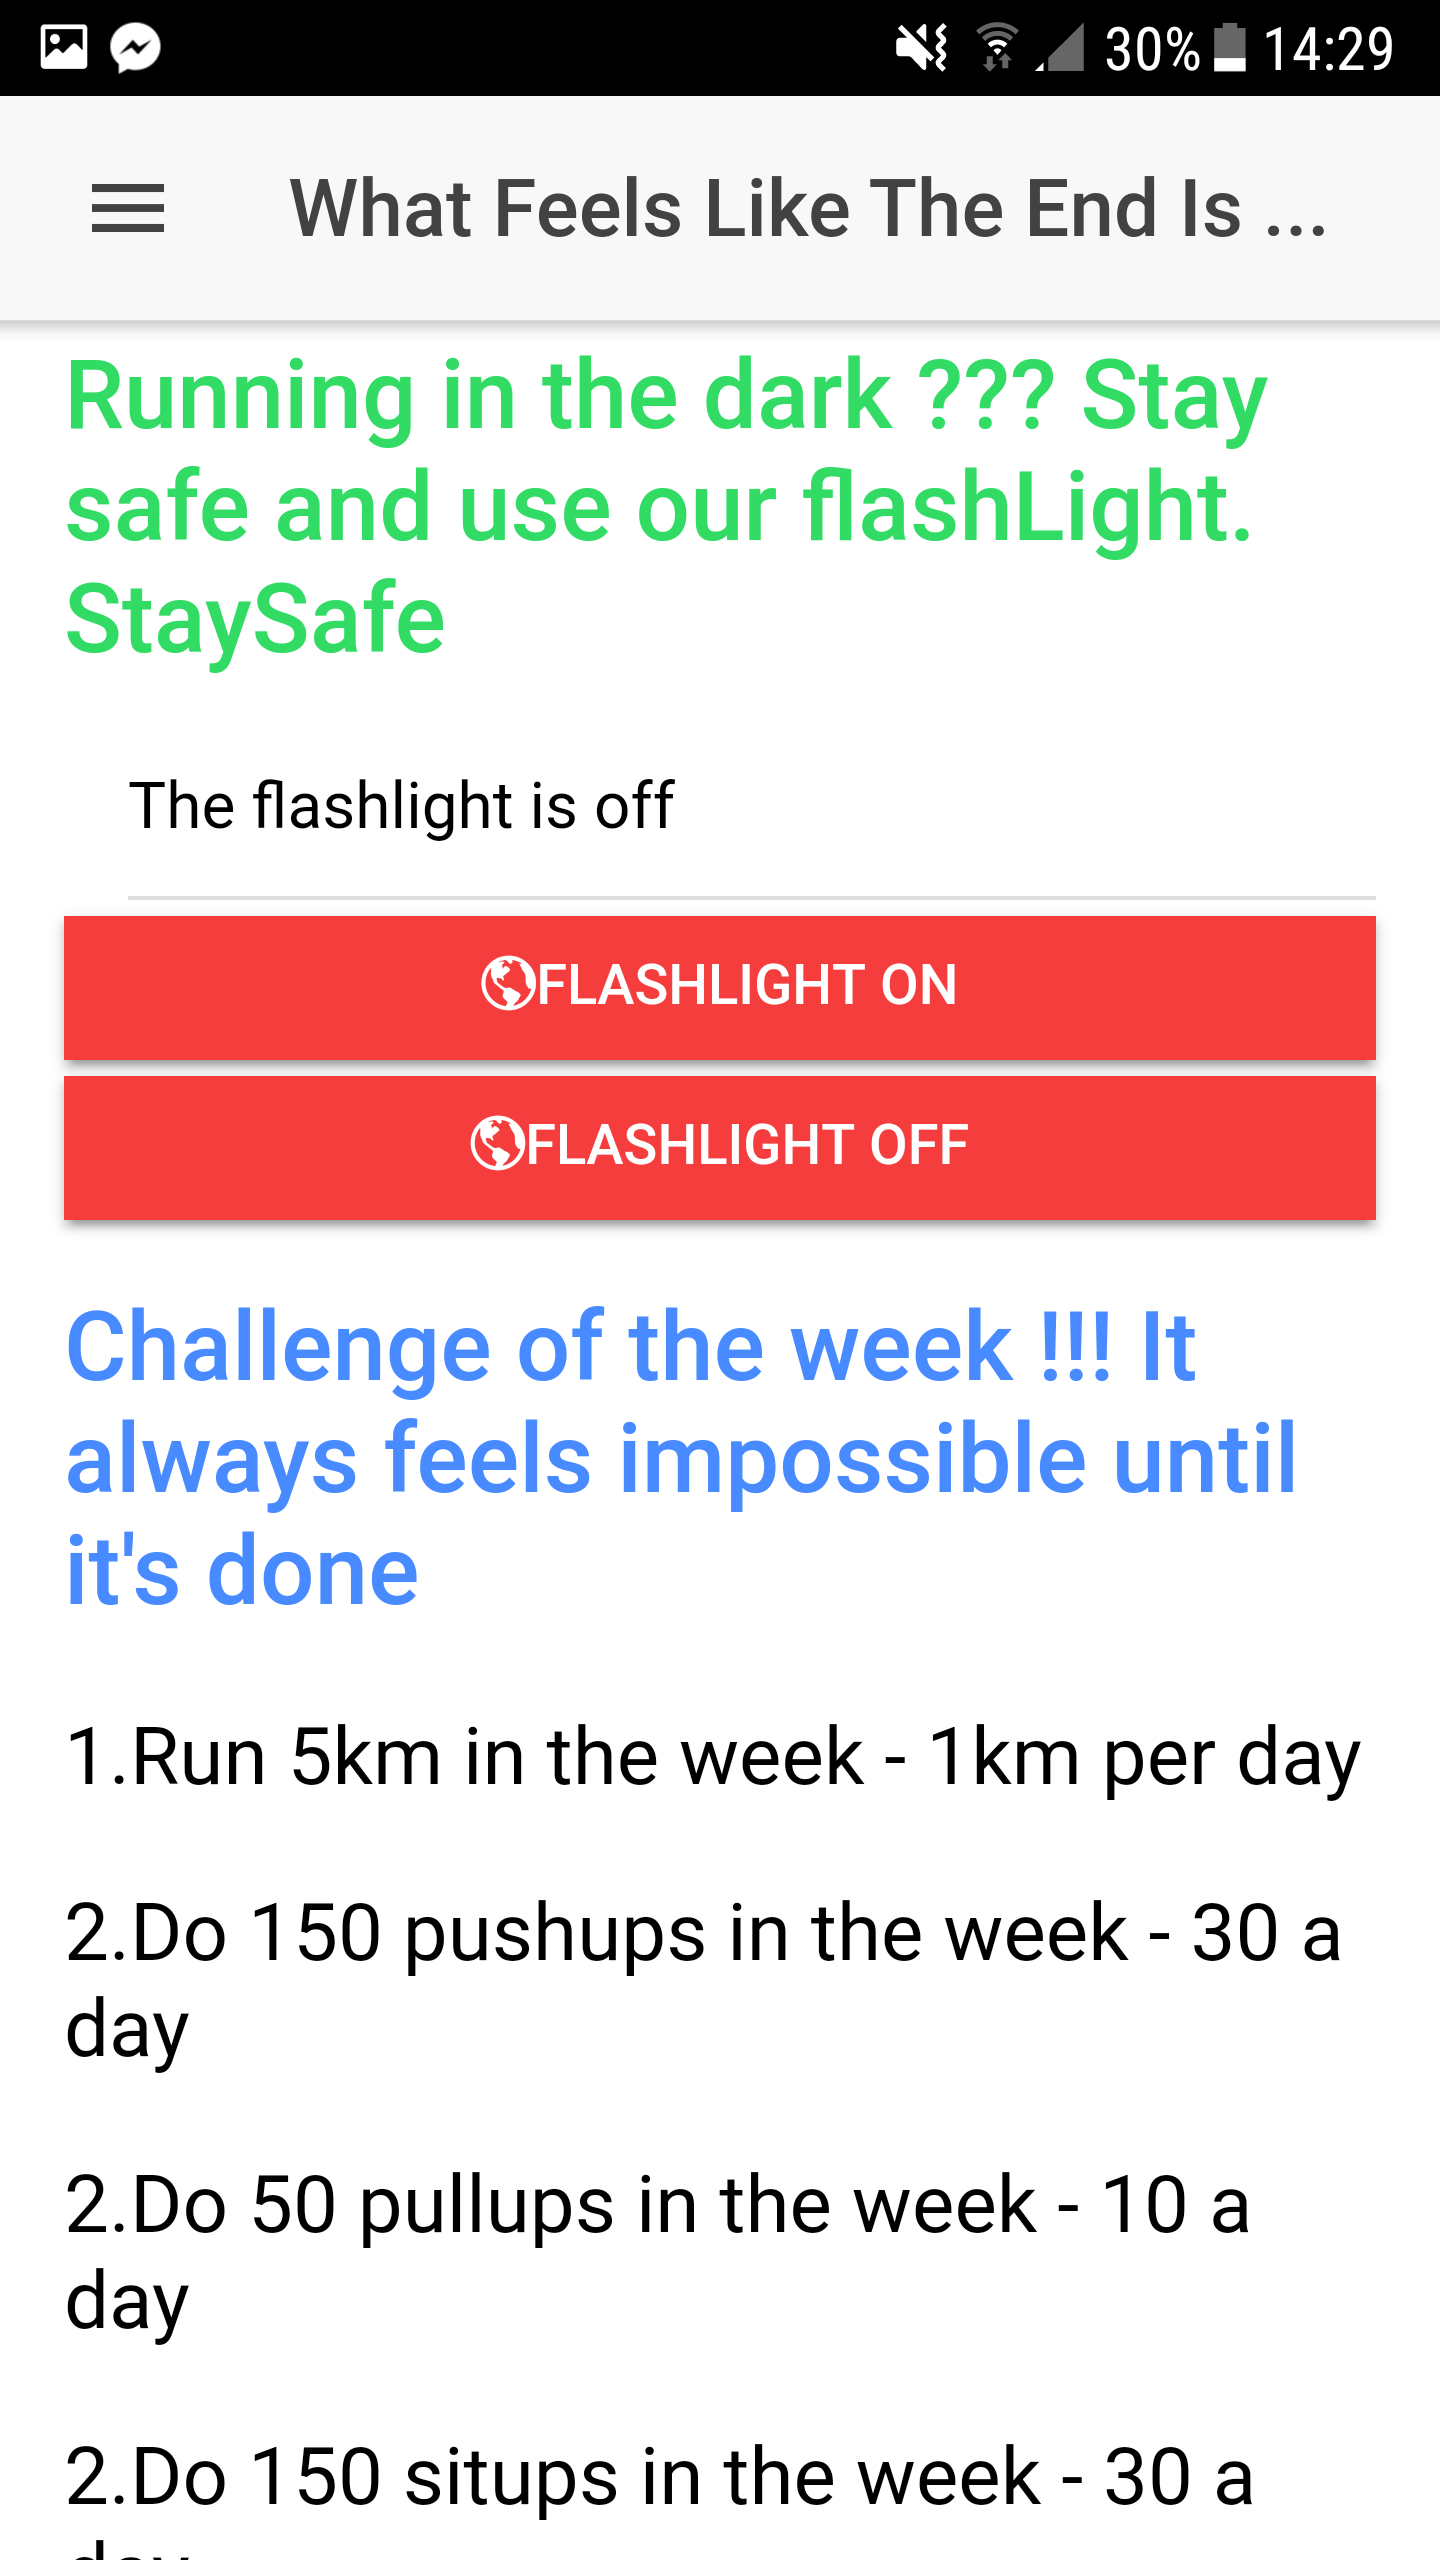 30% 14:29
What Feels Like The End Is ...
Running in the dark ??? Stay
safe and use our flashLight.
StaySafe
The flashlight is off
FLASHLIGHT ON
FLASHLIGHT OFF
Challenge of the week !!! It
always feels impossible until
it's done
1.Run 5km in the week - 1km per day
2.Do 150 pushups in the week - 30 a
day
2.Do 50 pullups in the week - 10 a
day
2.Do 150 situps in the week - 30 a
day